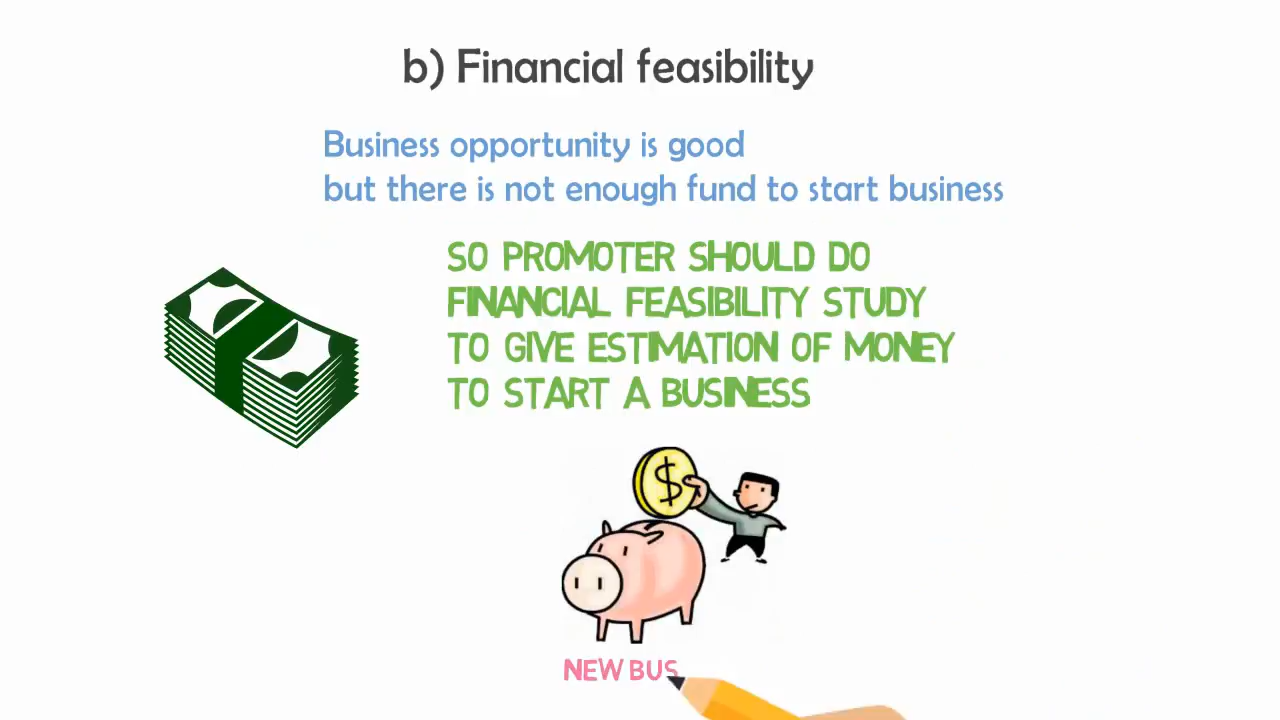 b) Financial feasibility
Business opportunity is good
but there is not enough fund to start business
SO PROMOTER SHOULD DO
FINANCIAL FEASIBILITY STUDY
TO GIVE ESTIMATION OF MONEY
TO START A BUSINESS
$
NEW BUS